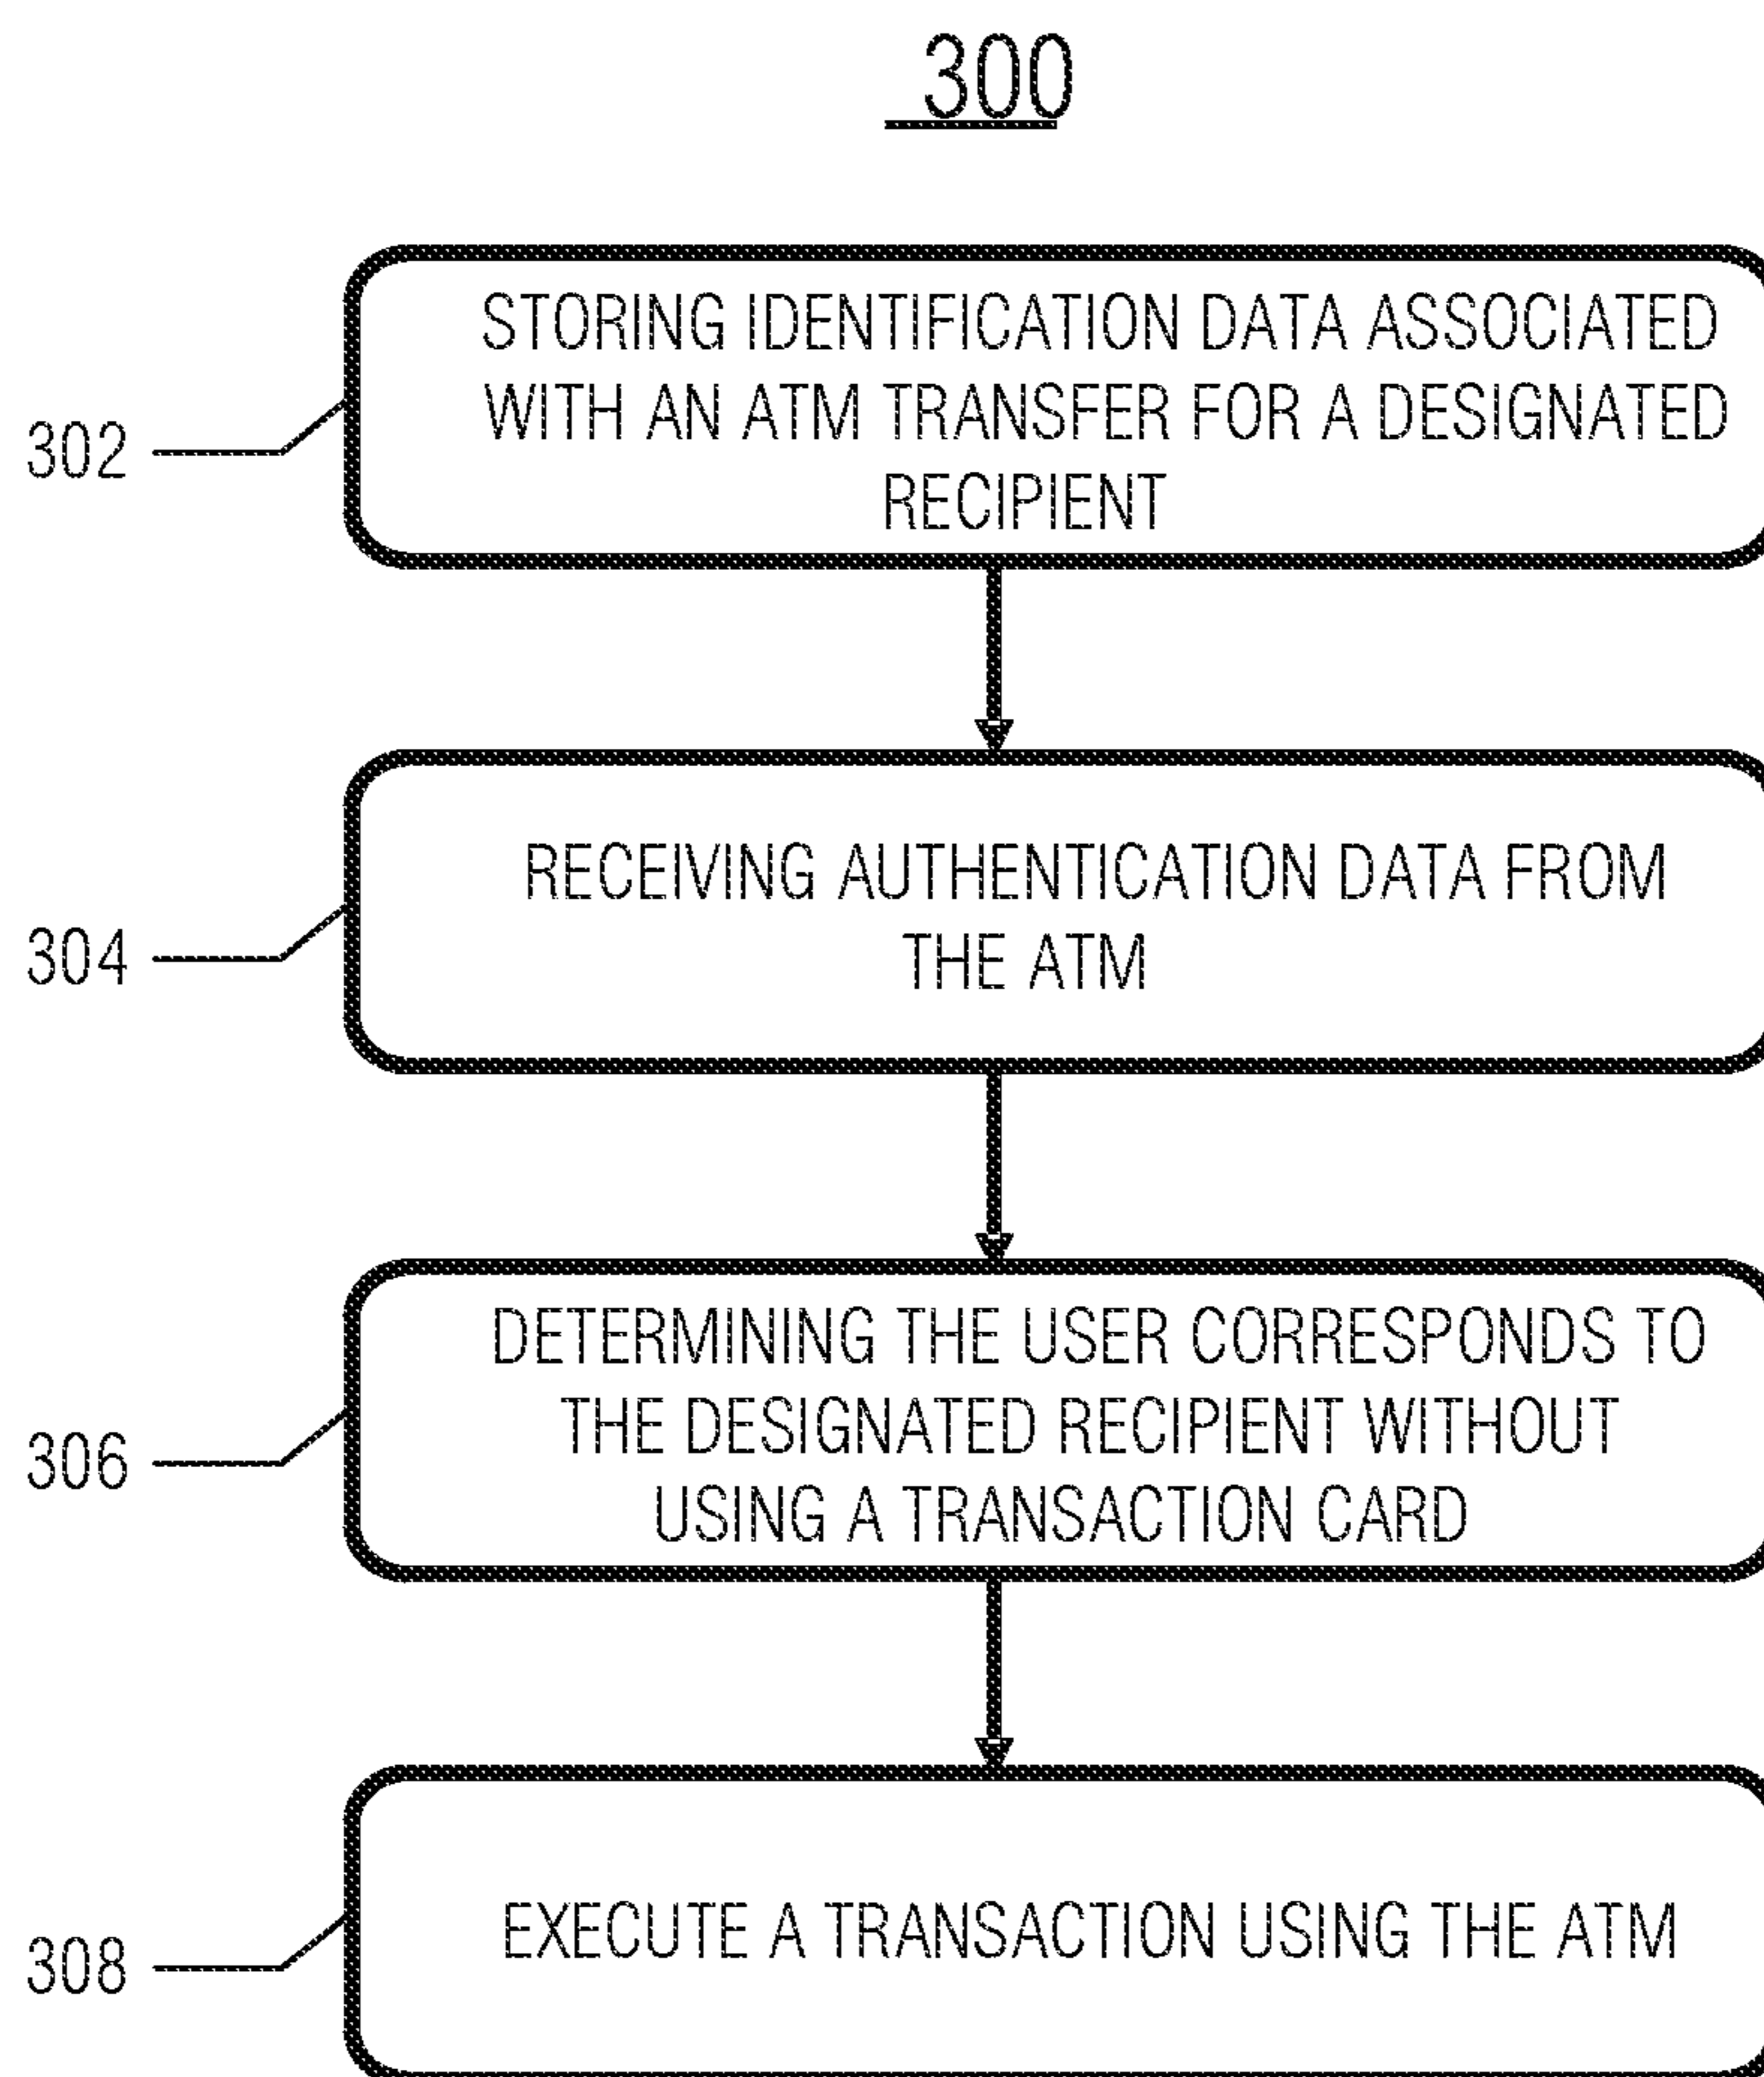 300
STORING IDENTIFICATION DATA ASSOCIATED
WITH AN ATM TRANSFER FOR A DESIGNATED
RECIPIENT
302
RECEIVING AUTHENTICATION DATA FROM
THE ATM
304
DETERMINING THE USER CORRESPONDS TO
THE DESIGNATED RECIPIENT WITHOUT
USING A TRANSACTION CARD
306
EXECUTE A TRANSACTION USING THE ATM
308